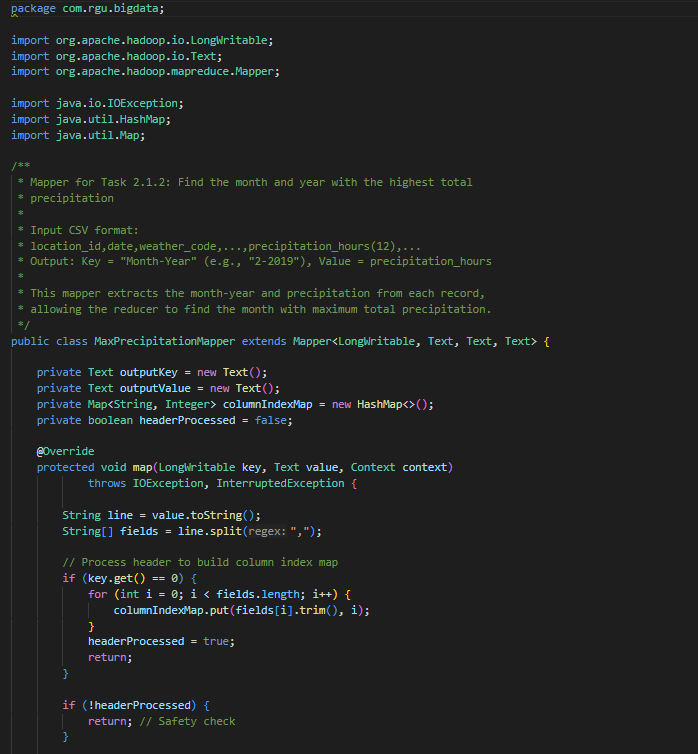 package com.rgu.bigdata;
import org.apache.hadoop.io.LongWritable;
import org.apache.hadoop.io.Text;
import org.apache.hadoop.mapreduce.Mapper;
import java.io.IOException;
import java.util.HashMap;
import java.util.Map;
/**
 * Mapper for Task 2.1.2: Find the month and year with the highest total
 * precipitation
 *
 * Input CSV format:
 * location_id,date,weather_code,...,precipitation_hours(12),...
 * Output: Key = "Month-Year" (e.g., "2-2019"), Value = precipitation_hours
 *
 * This mapper extracts the month-year and precipitation from each record,
 * allowing the reducer to find the month with maximum total precipitation.
 */
public class MaxPrecipitationMapper extends Mapper<LongWritable, Text, Text, Text> {
    private Text outputKey = new Text();
    private Text outputValue = new Text();
    private Map<String, Integer> columnIndexMap = new HashMap<>();
    private boolean headerProcessed = false;
    @Override
    protected void map(LongWritable key, Text value, Context context)
            throws IOException, InterruptedException {
        String line = value.toString();
        String[] fields = line.split(regex: ",");
        // Process header to build column index map
        if (key.get() == 0) {
            for (int i = 0; i < fields.length; i++) {
                columnIndexMap.put(fields[i].trim(), i);
            }
            headerProcessed = true;
            return;
        }
        if (!headerProcessed) {
            return; // Safety check
        }